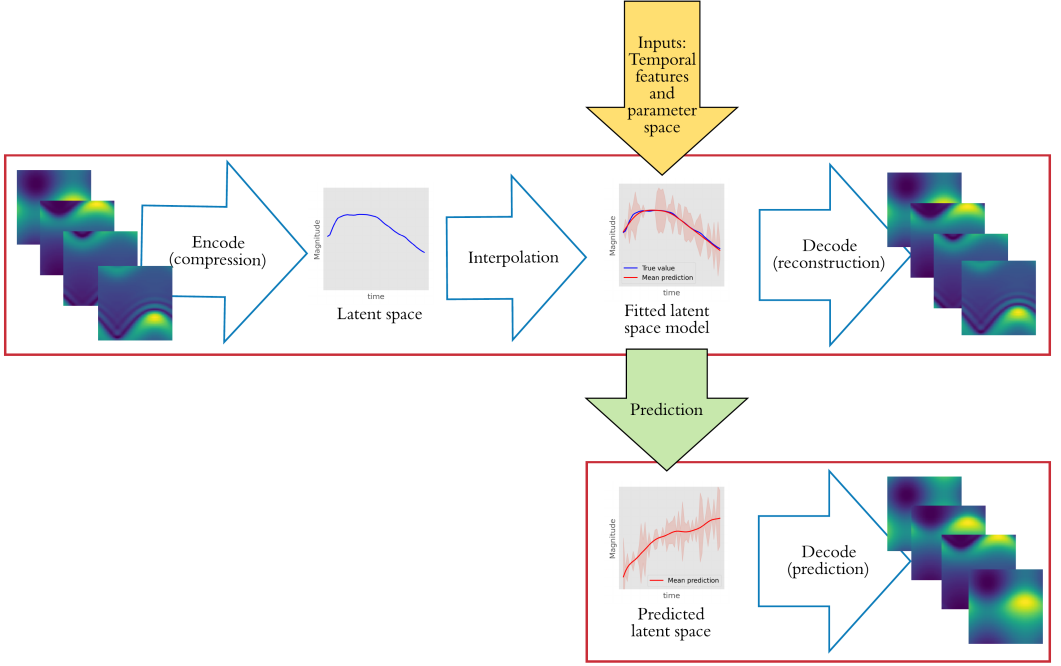 Inputs:
Temporal
features
and
parameter
space
Encode
(compression)
Magnitude
time
Latent space
Interpolation
Magnitude
True value
Mean prediction
time
Fitted latent
space model
Decode
(reconstruction)
Prediction
Magnitude
Mean prediction
time
Predicted
latent space
Decode
(prediction)